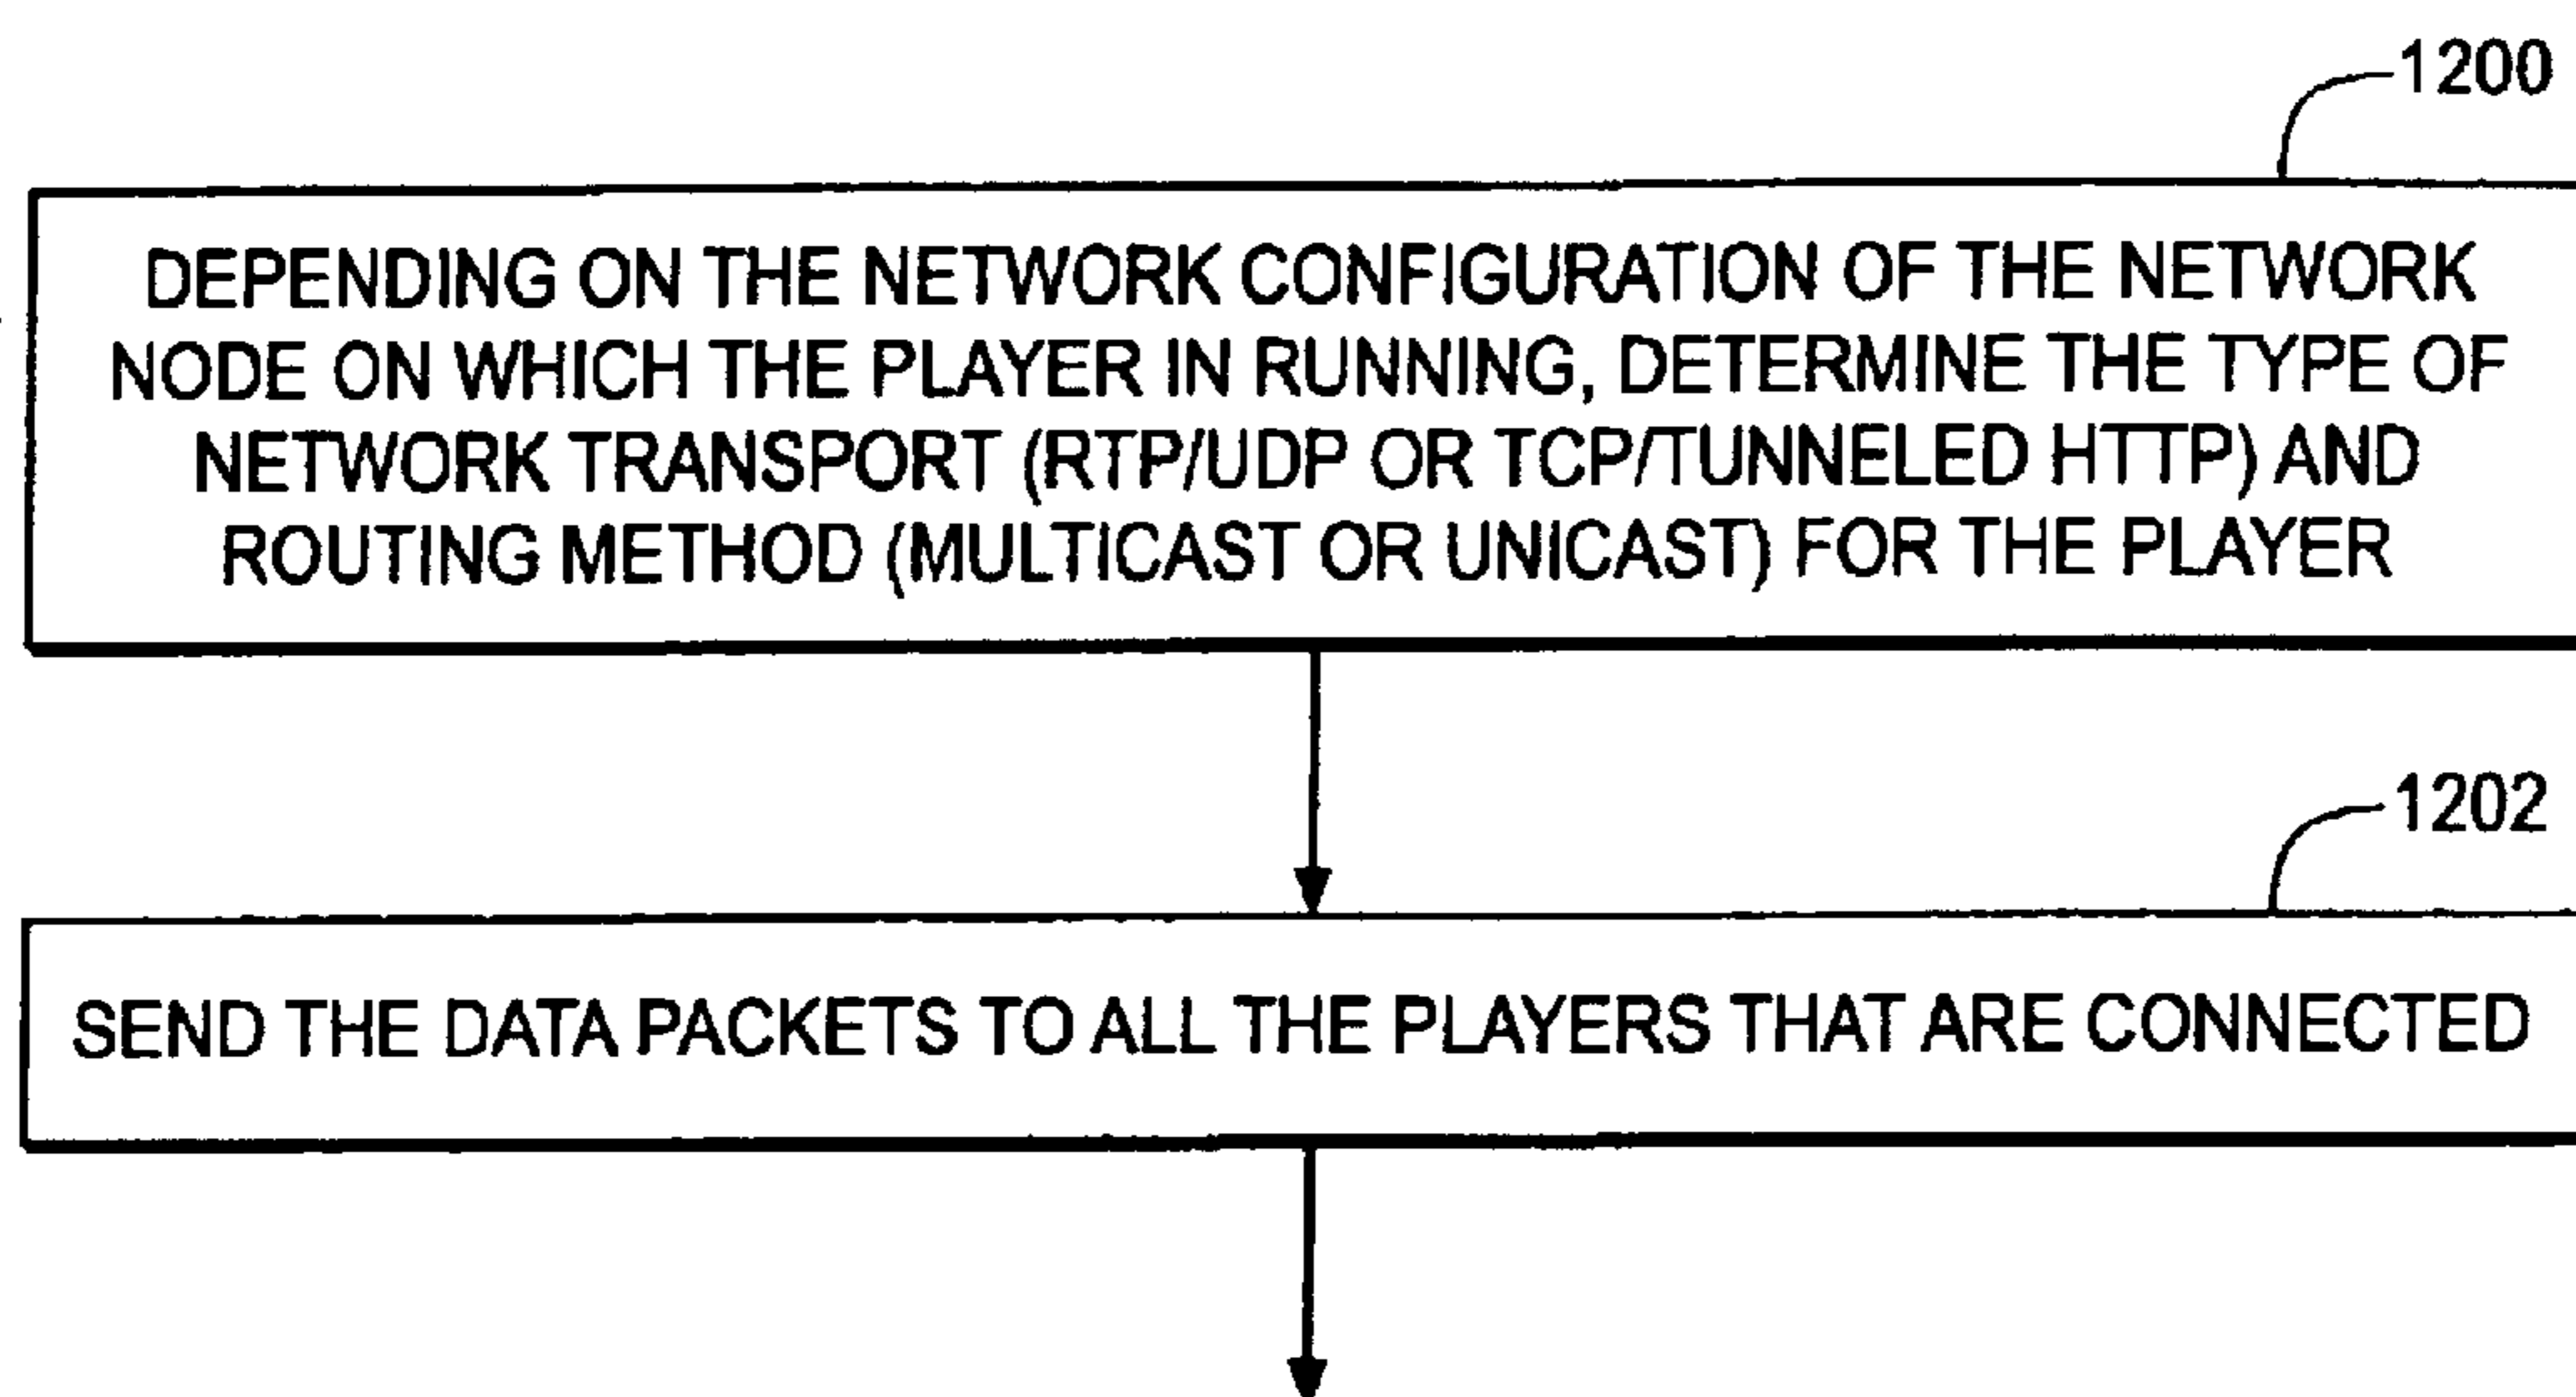 1200
DEPENDING ON THE NETWORK CONFIGURATION OF THE NETWORK
NODE ON WHICH THE PLAYER IN RUNNING, DETERMINE THE TYPE OF
NETWORK TRANSPORT (RTP/UDP OR TCP/TUNNELED HTTP) AND
ROUTING METHOD (MULTICAST OR UNICAST) FOR THE PLAYER
1202
SEND THE DATA PACKETS TO ALL THE PLAYERS THAT ARE CONNECTED